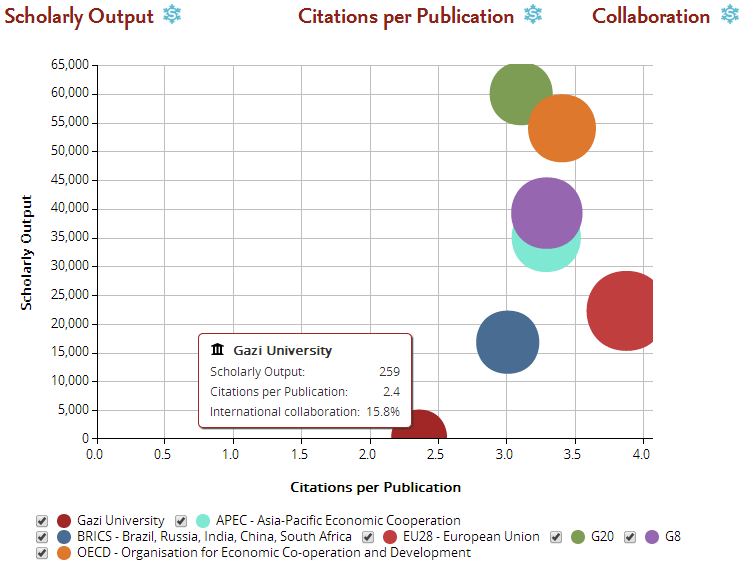 Scholarly Output Citations per Publication Collaboration
65,000
60,000
55,000
50,000
45,000
40,000
35,000
30,000
25,000
20,000
15,000
10,000
5,000
0
Scholarly Output
Gazi University
Scholarly Output: 259
Citations per Publication: 2.4
International collaboration: 15.8%
0.0 0.5 1.0 1.5 2.0 2.5 3.0 3.5 4.0
Citations per Publication
Gazi University APEC - Asia-Pacific Economic Cooperation
BRICS - Brazil, Russia, India, China, South Africa EU28 - European Union G20 G8
OECD - Organisation for Economic Co-operation and Development